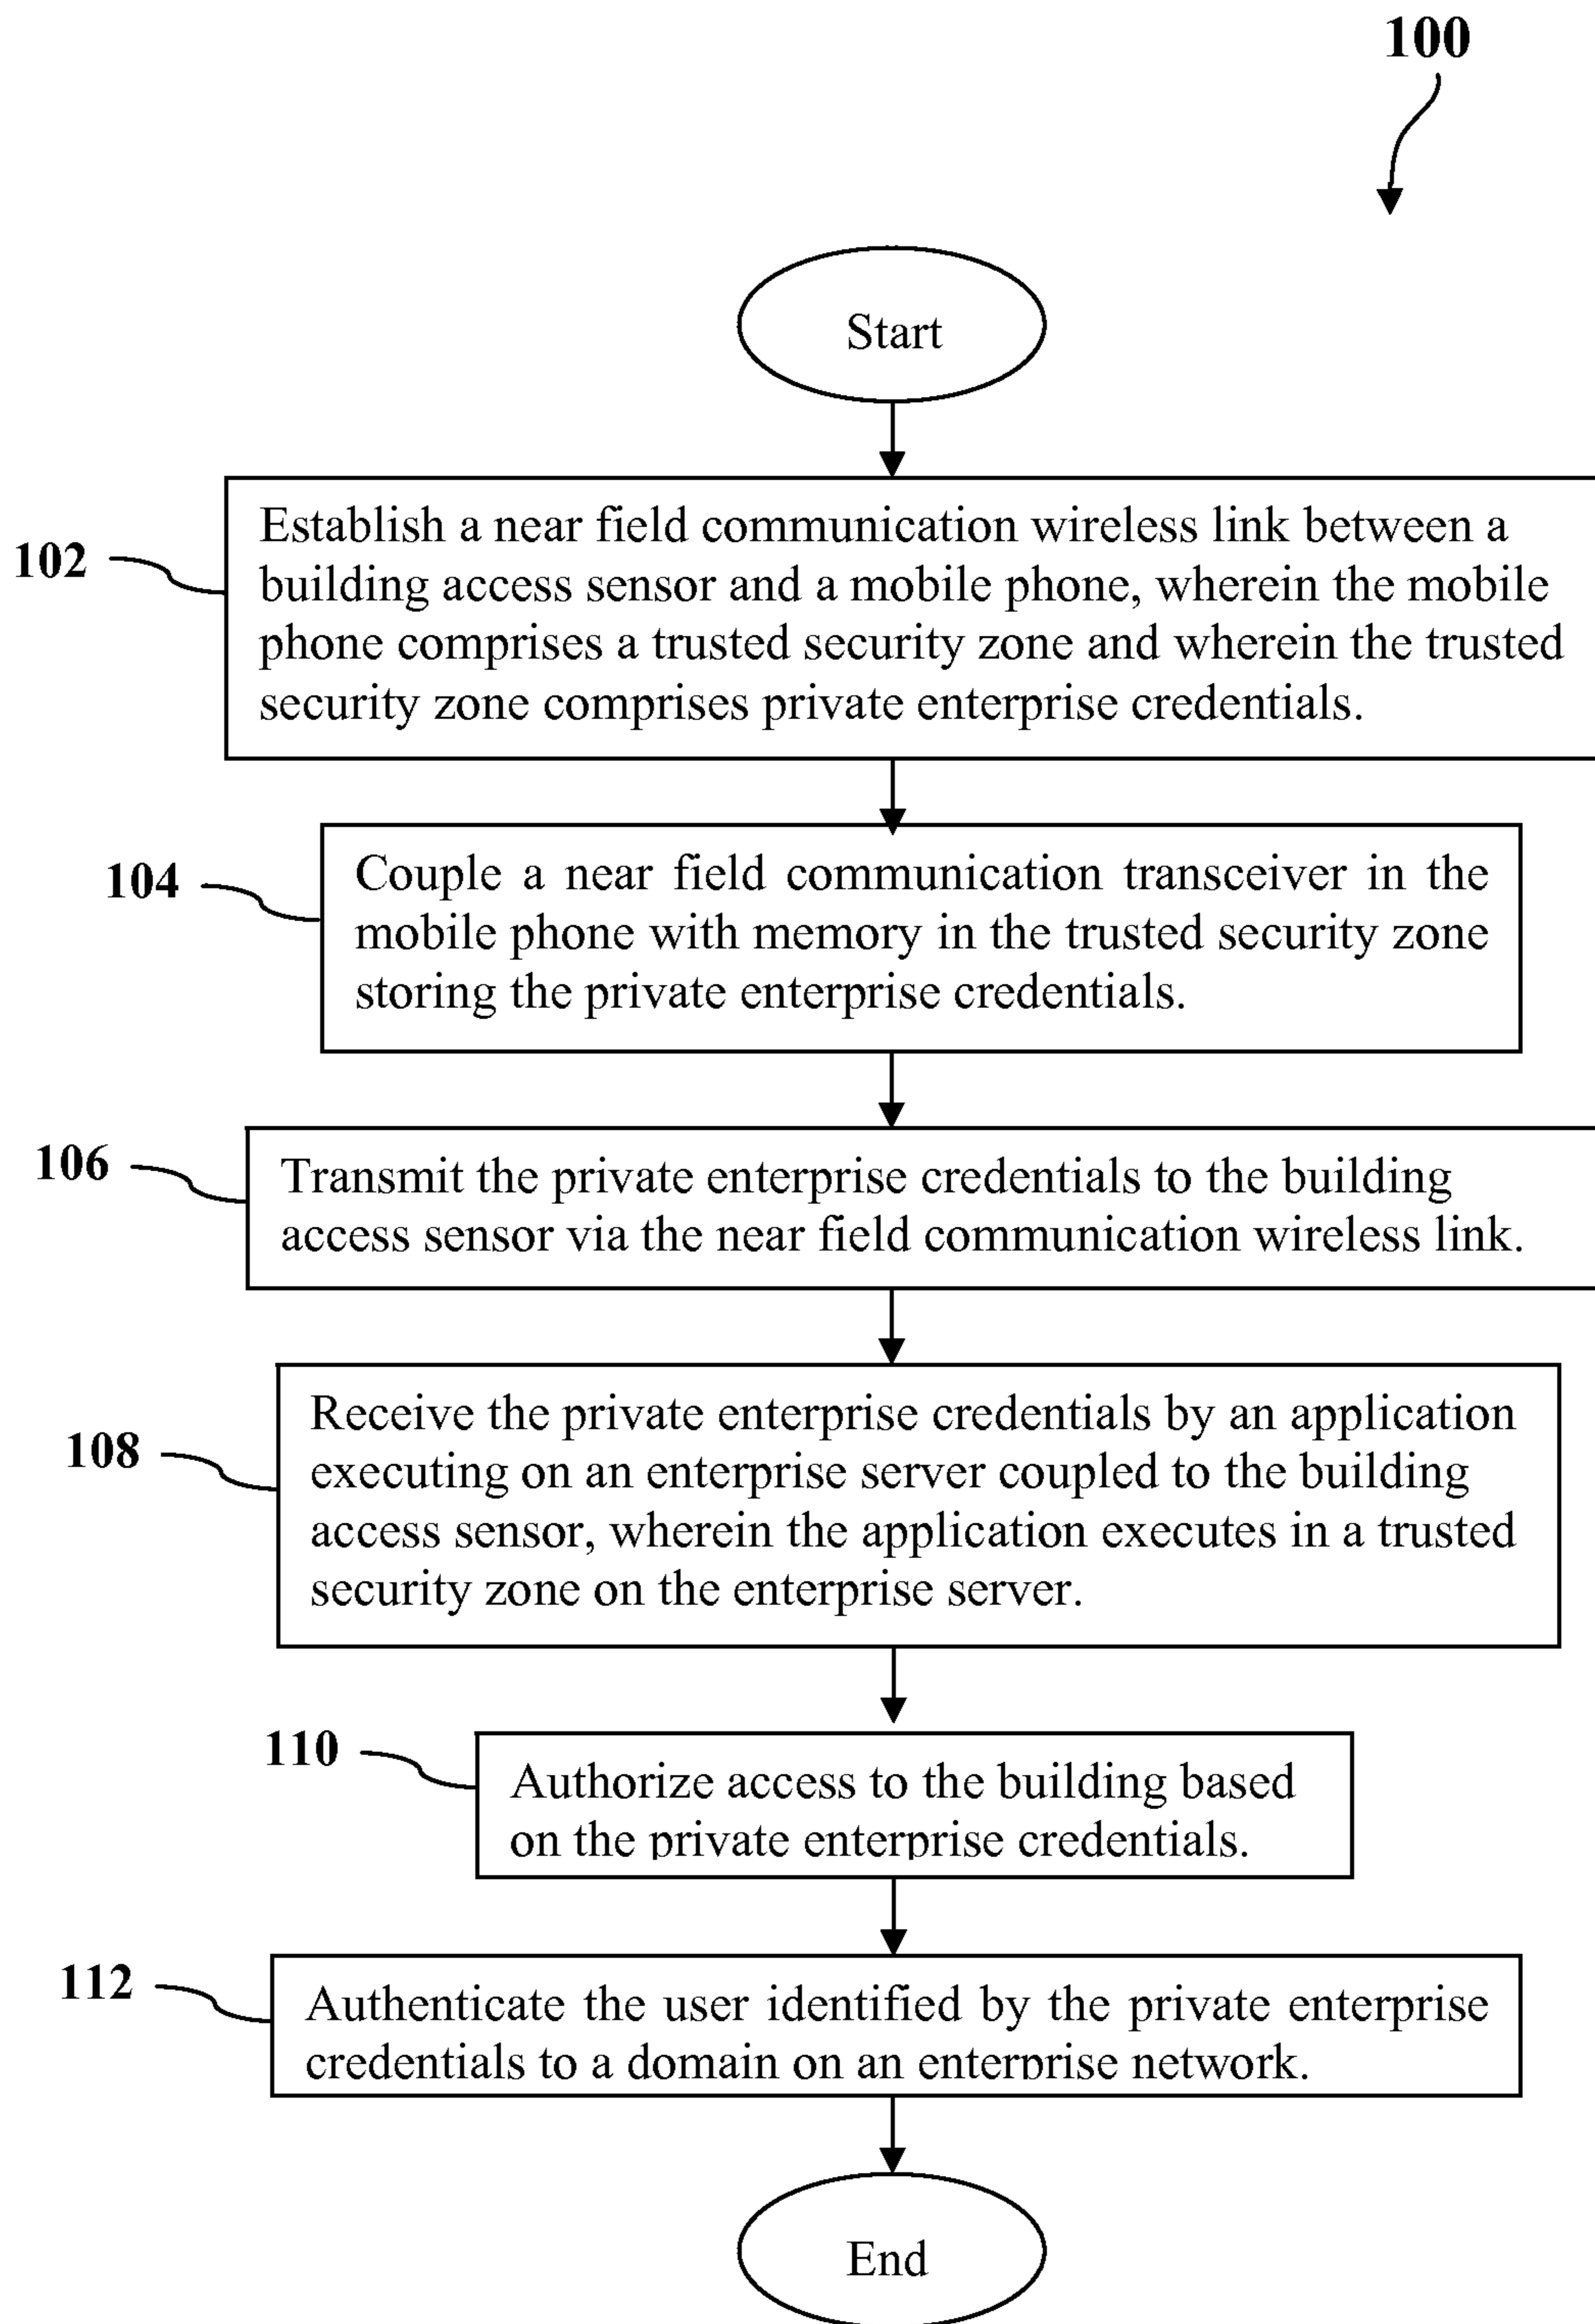 100
Start
102
Establish a near field communication wireless link between a
building access sensor and a mobile phone, wherein the mobile
phone comprises a trusted security zone and wherein the trusted
security zone comprises private enterprise credentials.
104
Couple a near field communication transceiver in the
mobile phone with memory in the trusted security zone
storing the private enterprise credentials.
106
Transmit the private enterprise credentials to the building
access sensor via the near field communication wireless link.
108
Receive the private enterprise credentials by an application
executing on an enterprise server coupled to the building
access sensor, wherein the application executes in a trusted
security zone on the enterprise server.
110
Authorize access to the building based
on the private enterprise credentials.
112
Authenticate the user identified by the private enterprise
credentials to a domain on an enterprise network.
End